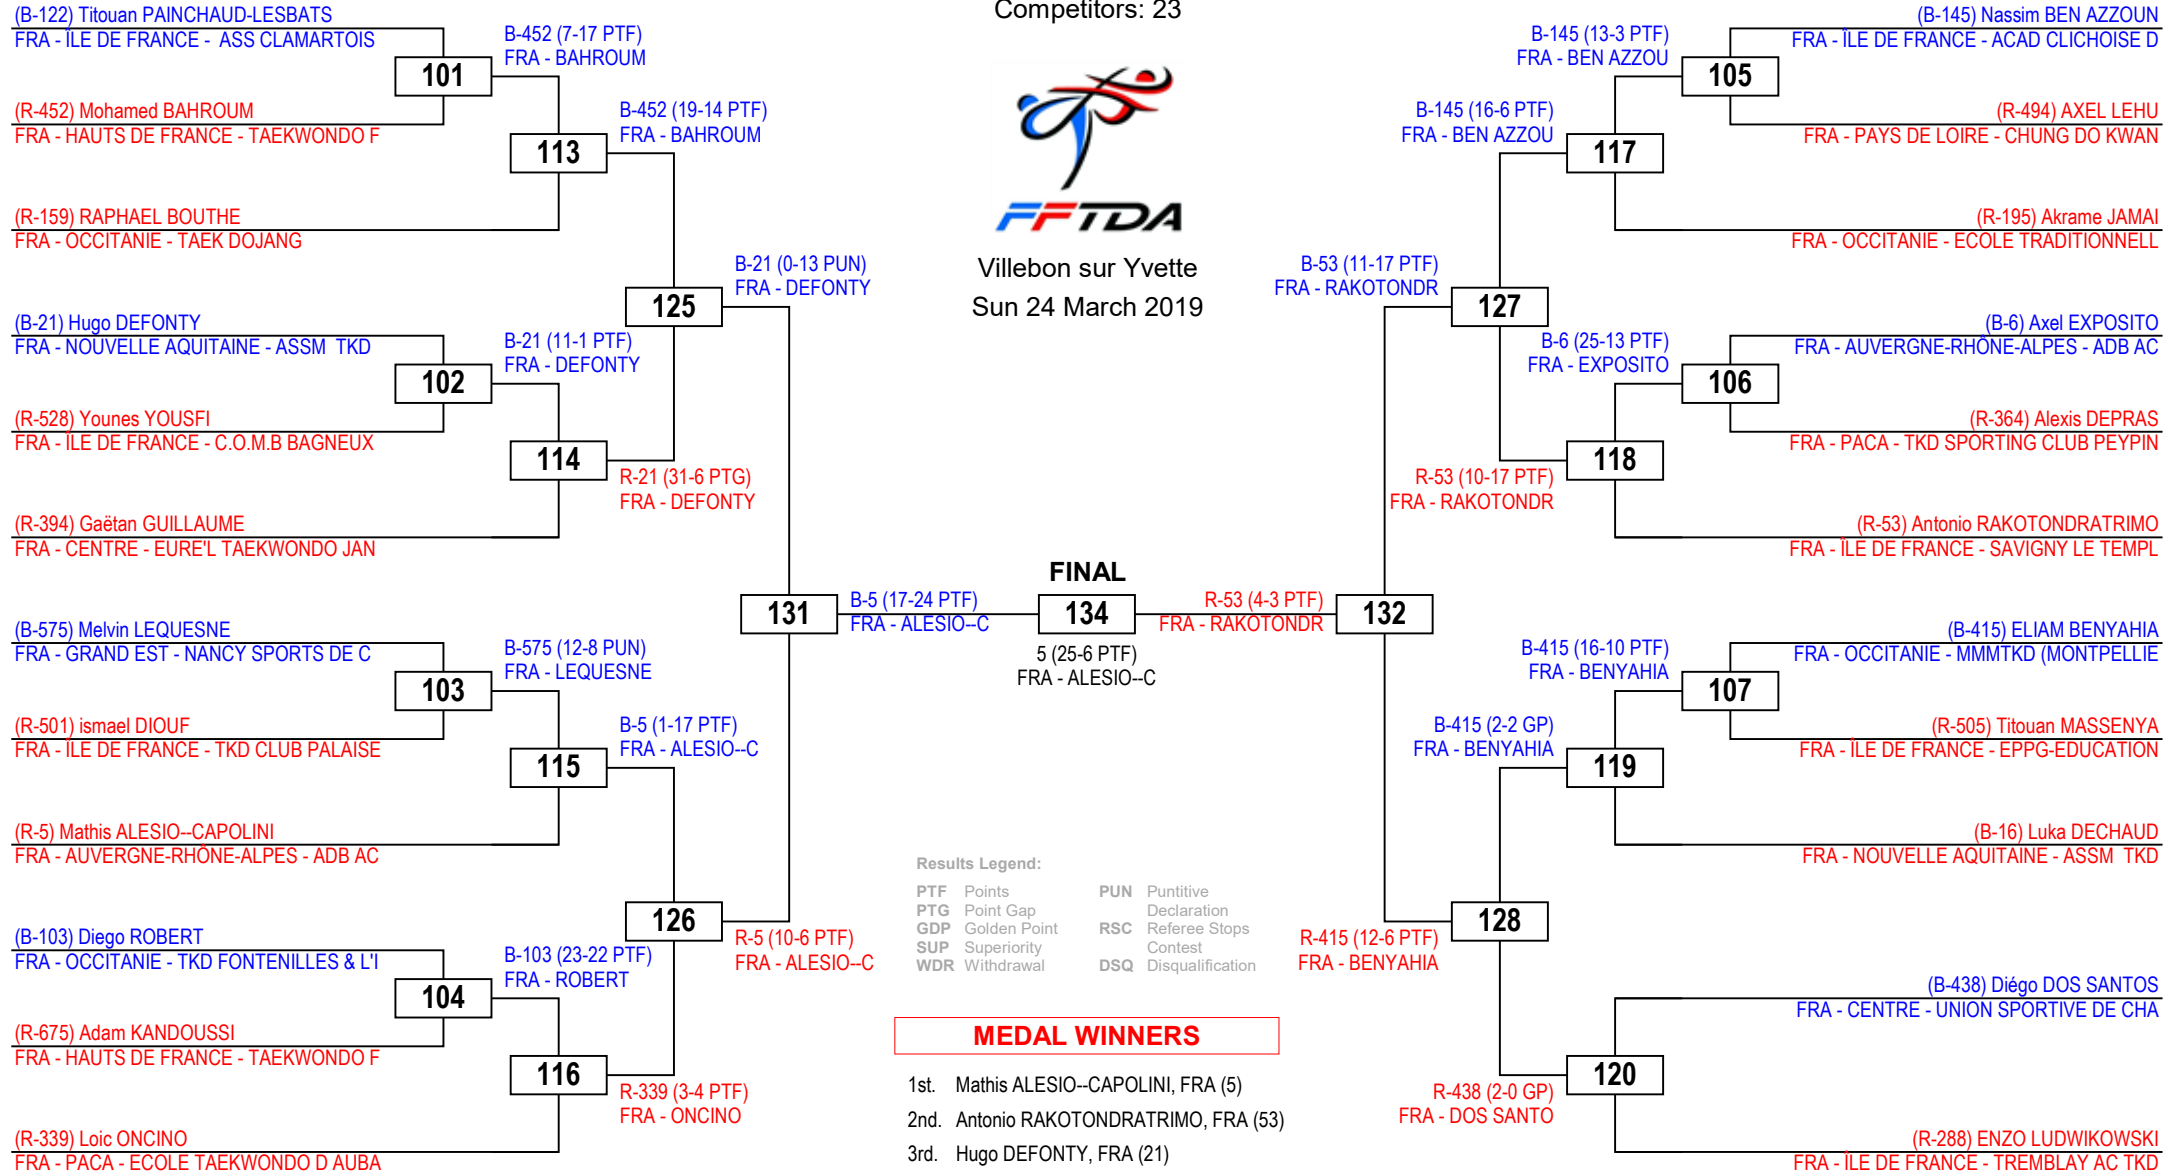 Competitors: 23
FFTDA
Villebon sur Yvette
Sun 24 March 2019
(B-122) Titouan PAINCHAUD-LESBATS
FRA - ÎLE DE FRANCE - ASS CLAMARTOIS
101
(R-452) Mohamed BAHROUM
FRA - HAUTS DE FRANCE - TAEKWONDO F
B-452 (7-17 PTF)
FRA - BAHROUM
113
(R-159) RAPHAEL BOUTHE
FRA - OCCITANIE - TAEK DOJANG
B-452 (19-14 PTF)
FRA - BAHROUM
125
(B-21) Hugo DEFONTY
FRA - NOUVELLE AQUITAINE - ASSM TKD
102
(R-528) Younes YOUSFI
FRA - ÎLE DE FRANCE - C.O.M.B BAGNEUX
B-21 (11-1 PTF)
FRA - DEFONTY
114
(R-394) Gaëtan GUILLAUME
FRA - CENTRE - EURE'L TAEKWONDO JAN
R-21 (31-6 PTG)
FRA - DEFONTY
B-21 (0-13 PUN)
FRA - DEFONTY
131
(B-575) Melvin LEQUESNE
FRA - GRAND EST - NANCY SPORTS DE C
103
(R-501) ismael DIOUF
FRA - ÎLE DE FRANCE - TKD CLUB PALAISE
B-575 (12-8 PUN)
FRA - LEQUESNE
115
(R-5) Mathis ALESIO--CAPOLINI
FRA - AUVERGNE-RHÔNE-ALPES - ADB AC
B-5 (1-17 PTF)
FRA - ALESIO--C
126
(B-103) Diego ROBERT
FRA - OCCITANIE - TKD FONTENILLES & L'I
104
(R-675) Adam KANDOUSSI
FRA - HAUTS DE FRANCE - TAEKWONDO F
B-103 (23-22 PTF)
FRA - ROBERT
116
(R-339) Loic ONCINO
FRA - PACA - ECOLE TAEKWONDO D AUBA
R-339 (3-4 PTF)
FRA - ONCINO
R-5 (10-6 PTF)
FRA - ALESIO--C
B-5 (17-24 PTF)
FRA - ALESIO--C
FINAL
134
5 (25-6 PTF)
FRA - ALESIO--C
R-53 (4-3 PTF)
FRA - RAKOTONDR
132
(B-145) Nassim BEN AZZOUN
FRA - ÎLE DE FRANCE - ACAD CLICHOISE D
105
(R-494) AXEL LEHU
FRA - PAYS DE LOIRE - CHUNG DO KWAN
B-145 (13-3 PTF)
FRA - BEN AZZOU
117
(R-195) Akrame JAMAI
FRA - OCCITANIE - ECOLE TRADITIONNELL
B-145 (16-6 PTF)
FRA - BEN AZZOU
127
(B-6) Axel EXPOSITO
FRA - AUVERGNE-RHÔNE-ALPES - ADB AC
106
(R-364) Alexis DEPRAS
FRA - PACA - TKD SPORTING CLUB PEYPIN
B-6 (25-13 PTF)
FRA - EXPOSITO
118
(R-53) Antonio RAKOTONDRATRIMO
FRA - ÎLE DE FRANCE - SAVIGNY LE TEMPL
R-53 (10-17 PTF)
FRA - RAKOTONDR
B-53 (11-17 PTF)
FRA - RAKOTONDR
(B-415) ELIAM BENYAHIA
FRA - OCCITANIE - MMMTKD (MONTPELLIE
107
(R-505) Titouan MASSENYA
FRA - ÎLE DE FRANCE - EPPG-EDUCATION
B-415 (16-10 PTF)
FRA - BENYAHIA
119
(B-16) Luka DECHAUD
FRA - NOUVELLE AQUITAINE - ASSM TKD
B-415 (2-2 GP)
FRA - BENYAHIA
128
(B-438) Diégo DOS SANTOS
FRA - CENTRE - UNION SPORTIVE DE CHA
120
(R-288) ENZO LUDWIKOWSKI
FRA - ÎLE DE FRANCE - TREMBLAY AC TKD
R-438 (2-0 GP)
FRA - DOS SANTO
R-415 (12-6 PTF)
FRA - BENYAHIA
Results Legend:
PTF Points
PTG Point Gap
GDP Golden Point
SUP Superiority
WDR Withdrawal
PUN Puntitive
Declaration
RSC Referee Stops
Contest
DSQ Disqualification
MEDAL WINNERS
1st. Mathis ALESIO--CAPOLINI, FRA (5)
2nd. Antonio RAKOTONDRATRIMO, FRA (53)
3rd. Hugo DEFONTY, FRA (21)